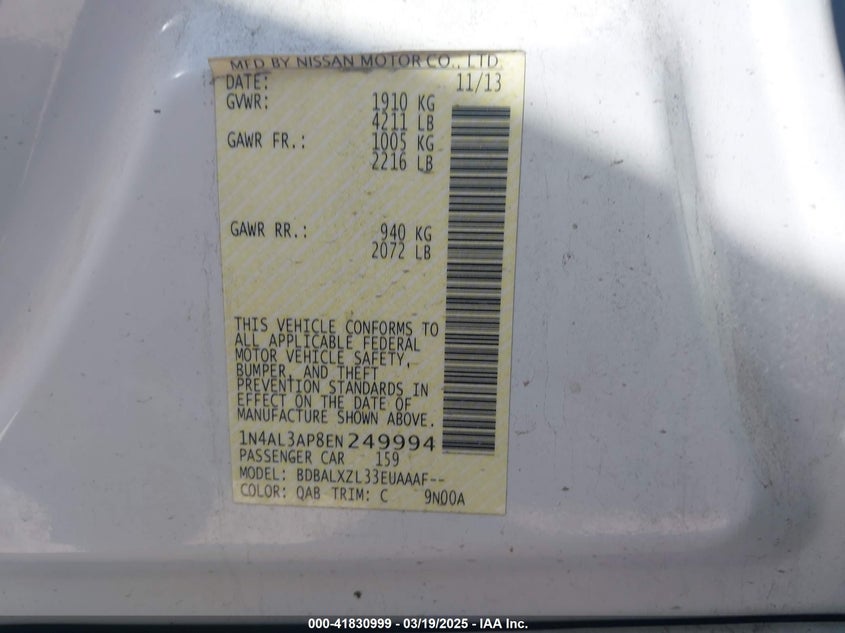 MFD BY NISSAN MOTOR CO., LTD.
DATE: 11/13
GVWR: 1910 KG
4211 LB
GAWR FR.: 1005 KG
2216 LB
GAWR RR.: 940 KG
2072 LB
THIS VEHICLE CONFORMS TO
ALL APPLICABLE FEDERAL
MOTOR VEHICLE SAFETY,
BUMPER, AND THEFT
PREVENTION STANDARDS IN
EFFECT ON THE DATE OF
MANUFACTURE SHOWN ABOVE.
1N4AL3AP8EN249994
PASSENGER CAR 159
MODEL: BDBALXZL33EUAAAF--
COLOR: QAB TRIM: C 9N00A
000-41830999 - 03/19/2025 - IAA Inc.